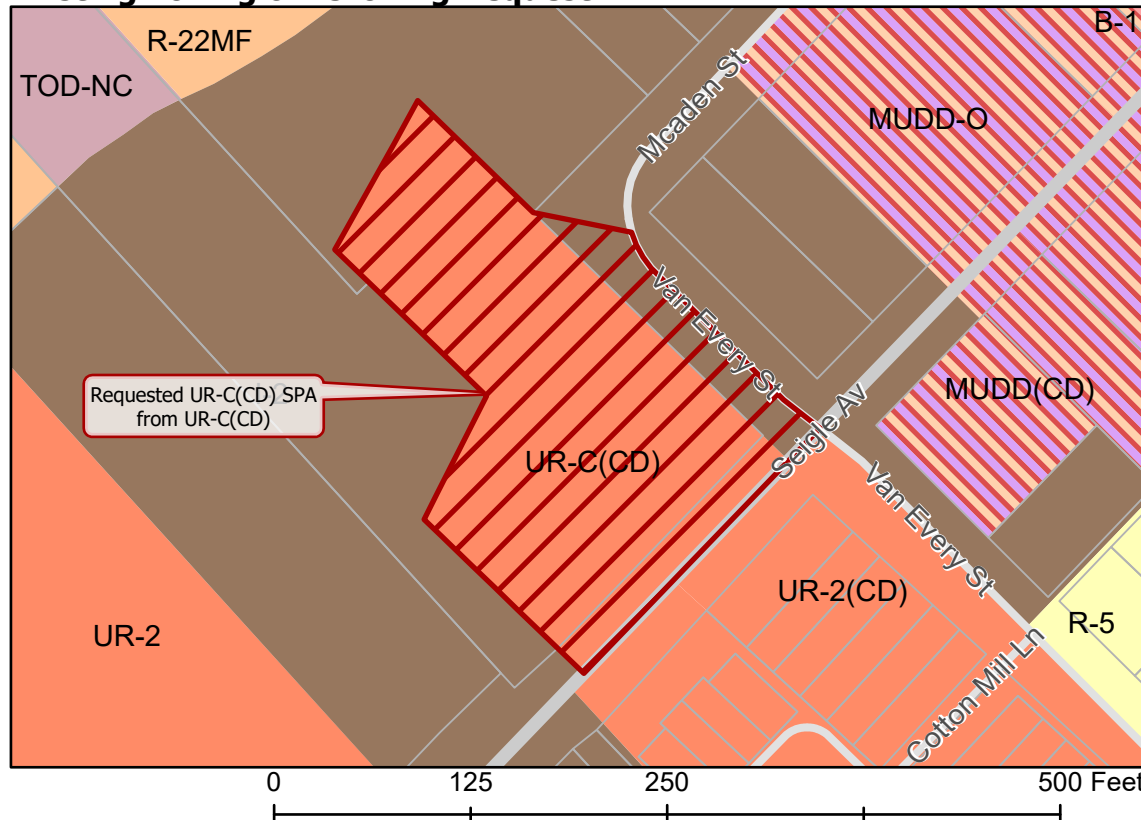 B-1
R-22MF
TOD-NC
Mcaden St
MUDD-O
Van Every St
Requested UR-C(CD) SPA
from UR-C(CD)
MUDD(CD)
Seigle Av
UR-C(CD)
Van Every St
UR-2(CD)
R-5
UR-2
Cotton Mill Ln
0 125 250 500 Feet